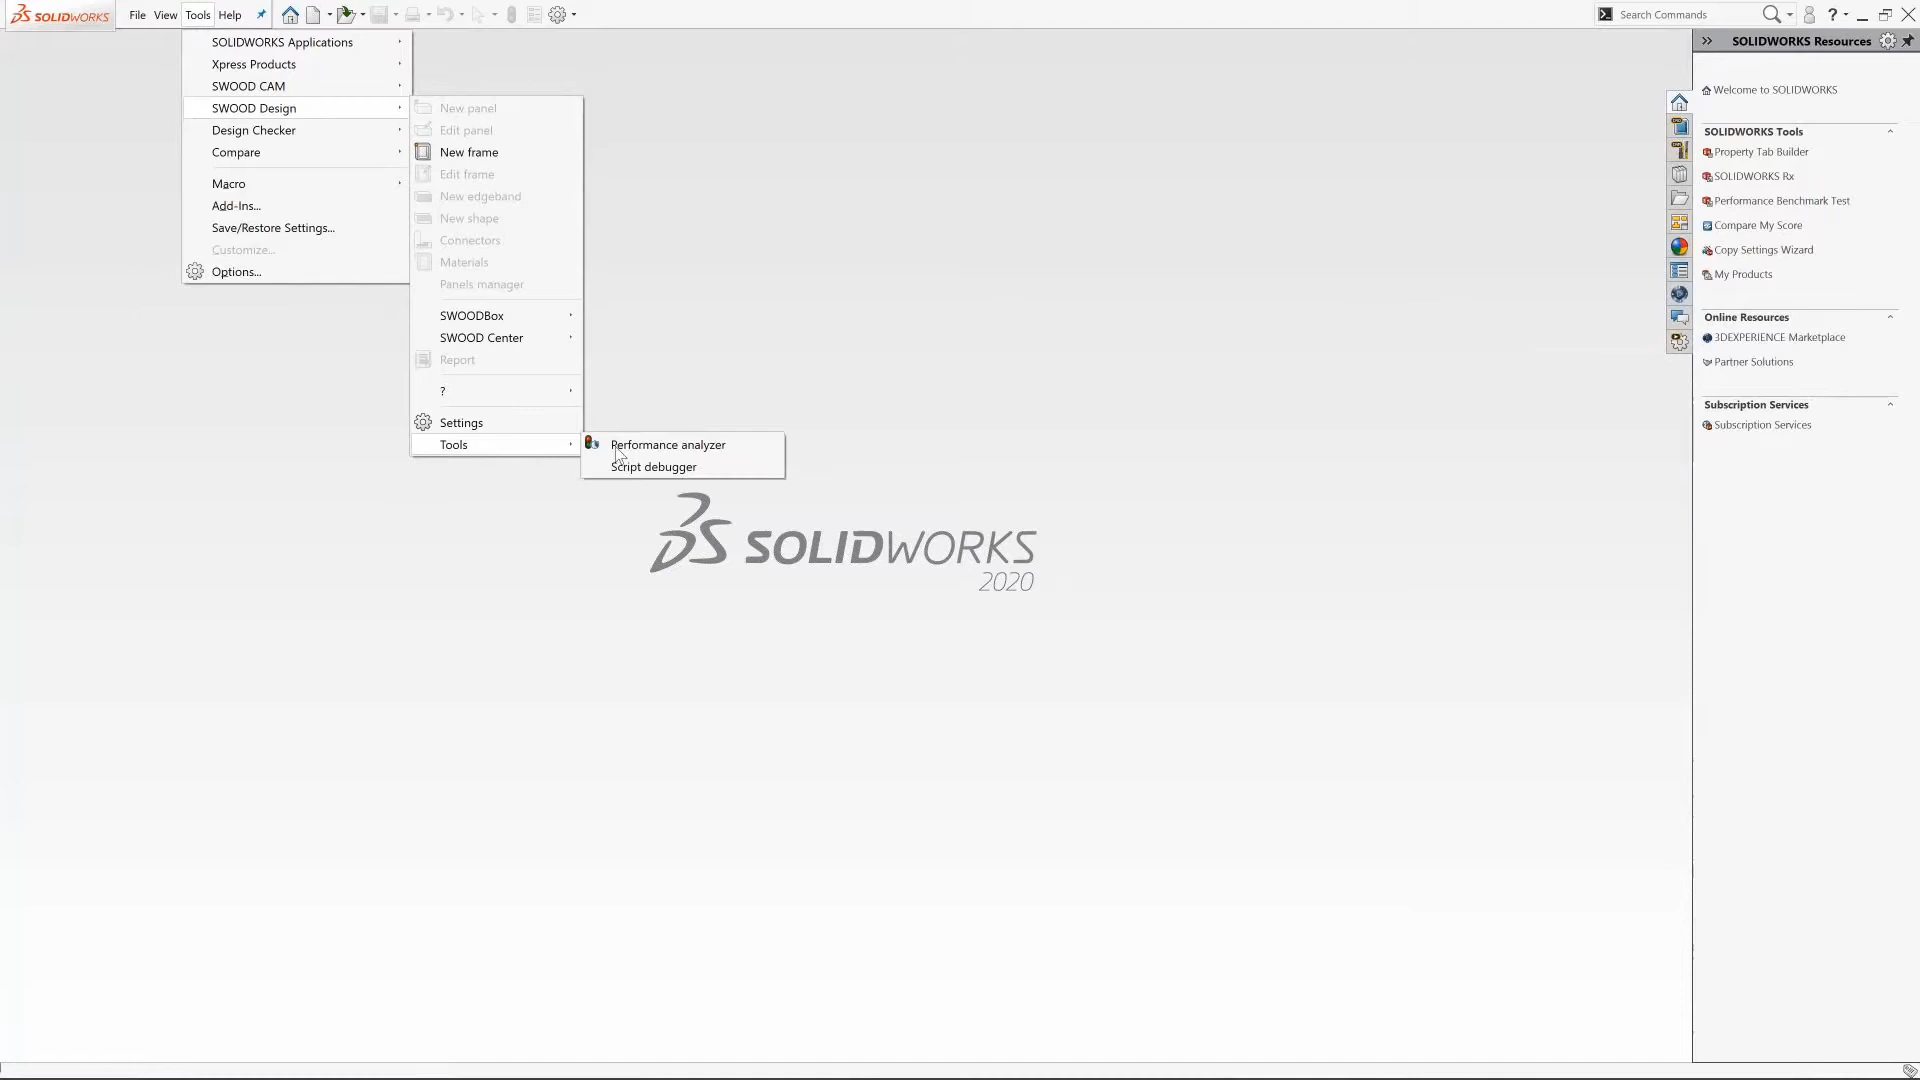 SOLIDWORKS File View Tools Help Search Commands ?
SOLIDWORKS Applications
Xpress Products
SWOOD CAM
SWOOD Design
Design Checker
Compare
Macro
Add-Ins...
Save/Restore Settings...
Customize...
Options...
New panel
Edit panel
New frame
Edit frame
New edgeband
New shape
Connectors
Materials
Panels manager
SWOODBox
SWOOD Center
Report
?
Settings
Tools
Performance analyzer
Script debugger
SOLIDWORKS
2020
SOLIDWORKS Resources
Welcome to SOLIDWORKS
SOLIDWORKS Tools
Property Tab Builder
SOLIDWORKS Rx
Performance Benchmark Test
Compare My Score
Copy Settings Wizard
My Products
Online Resources
3DEXPERIENCE Marketplace
Partner Solutions
Subscription Services
Subscription Services